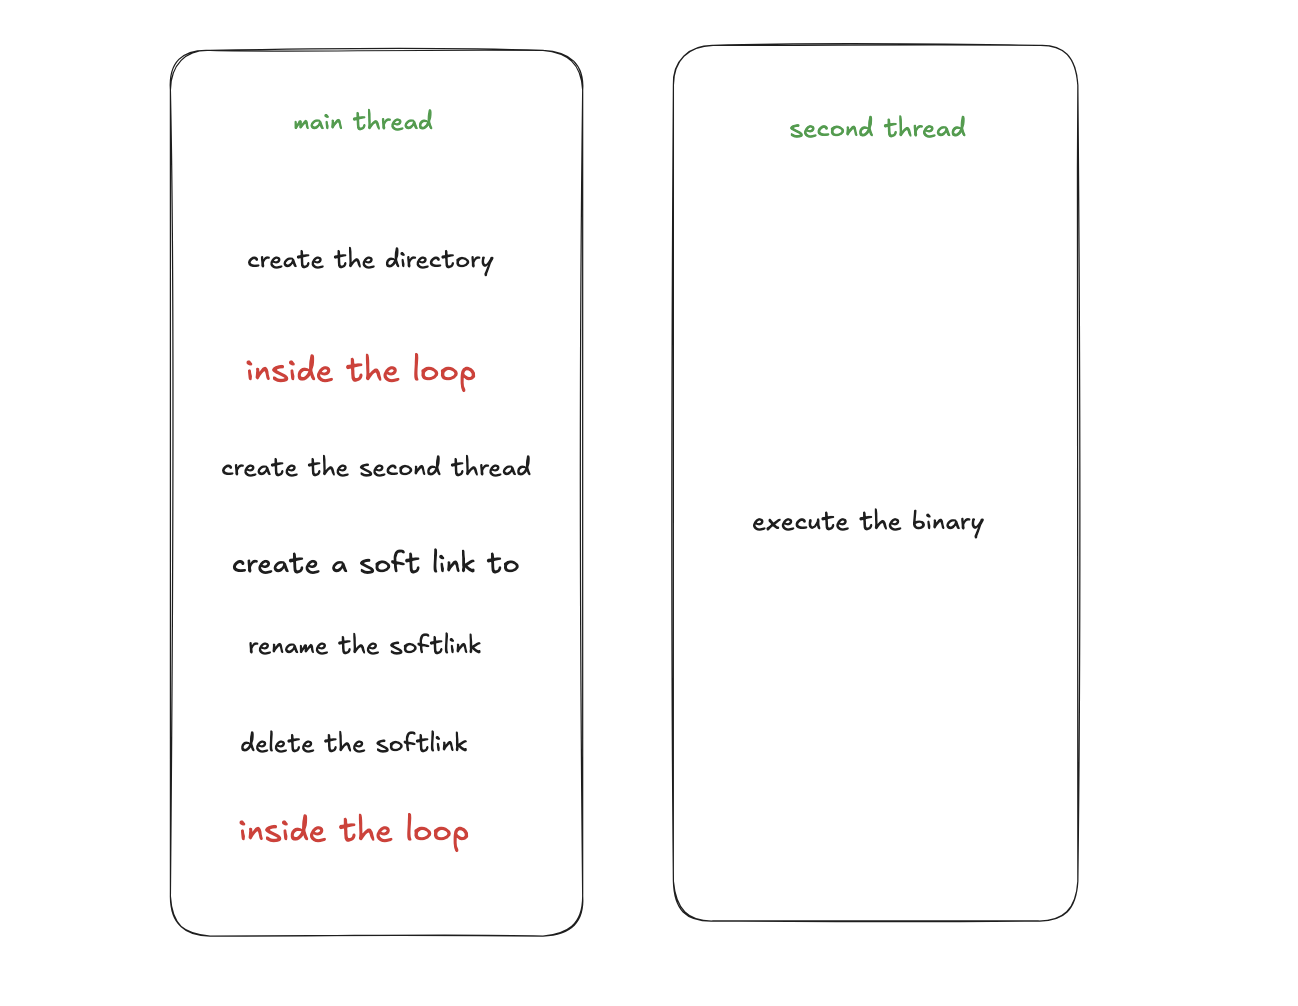 main thread
create the directory
inside the loop
create the second thread
create a soft link to
rename the softlink
delete the softlink
inside the loop
second thread
execute the binary